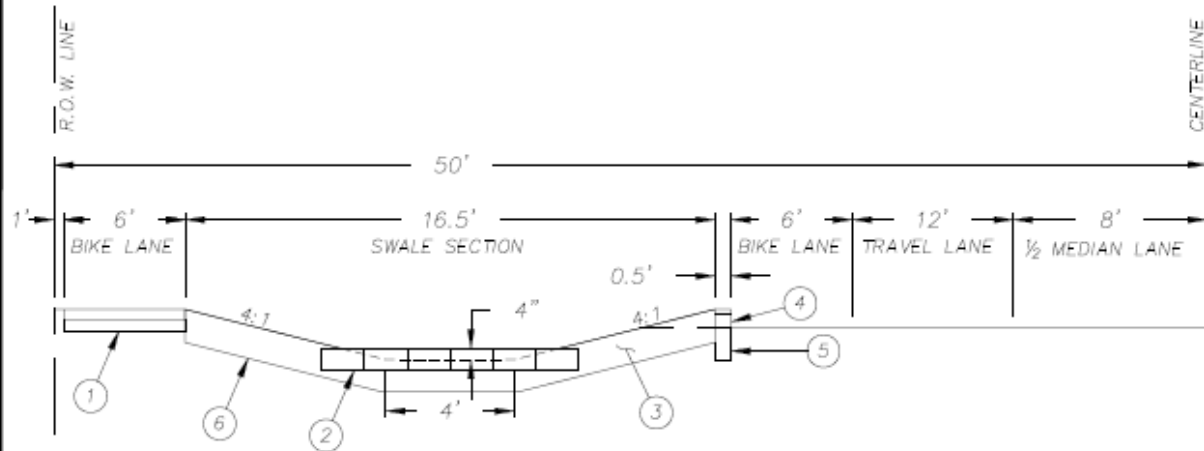 R.O.W. LINE
CENTERLINE
50'
1'
6'
16.5'
6'
12'
8'
BIKE LANE
SWALE SECTION
BIKE LANE
TRAVEL LANE
½ MEDIAN LANE
0.5'
4:1
4"
4:1
4
5
1
6
2
4'
3